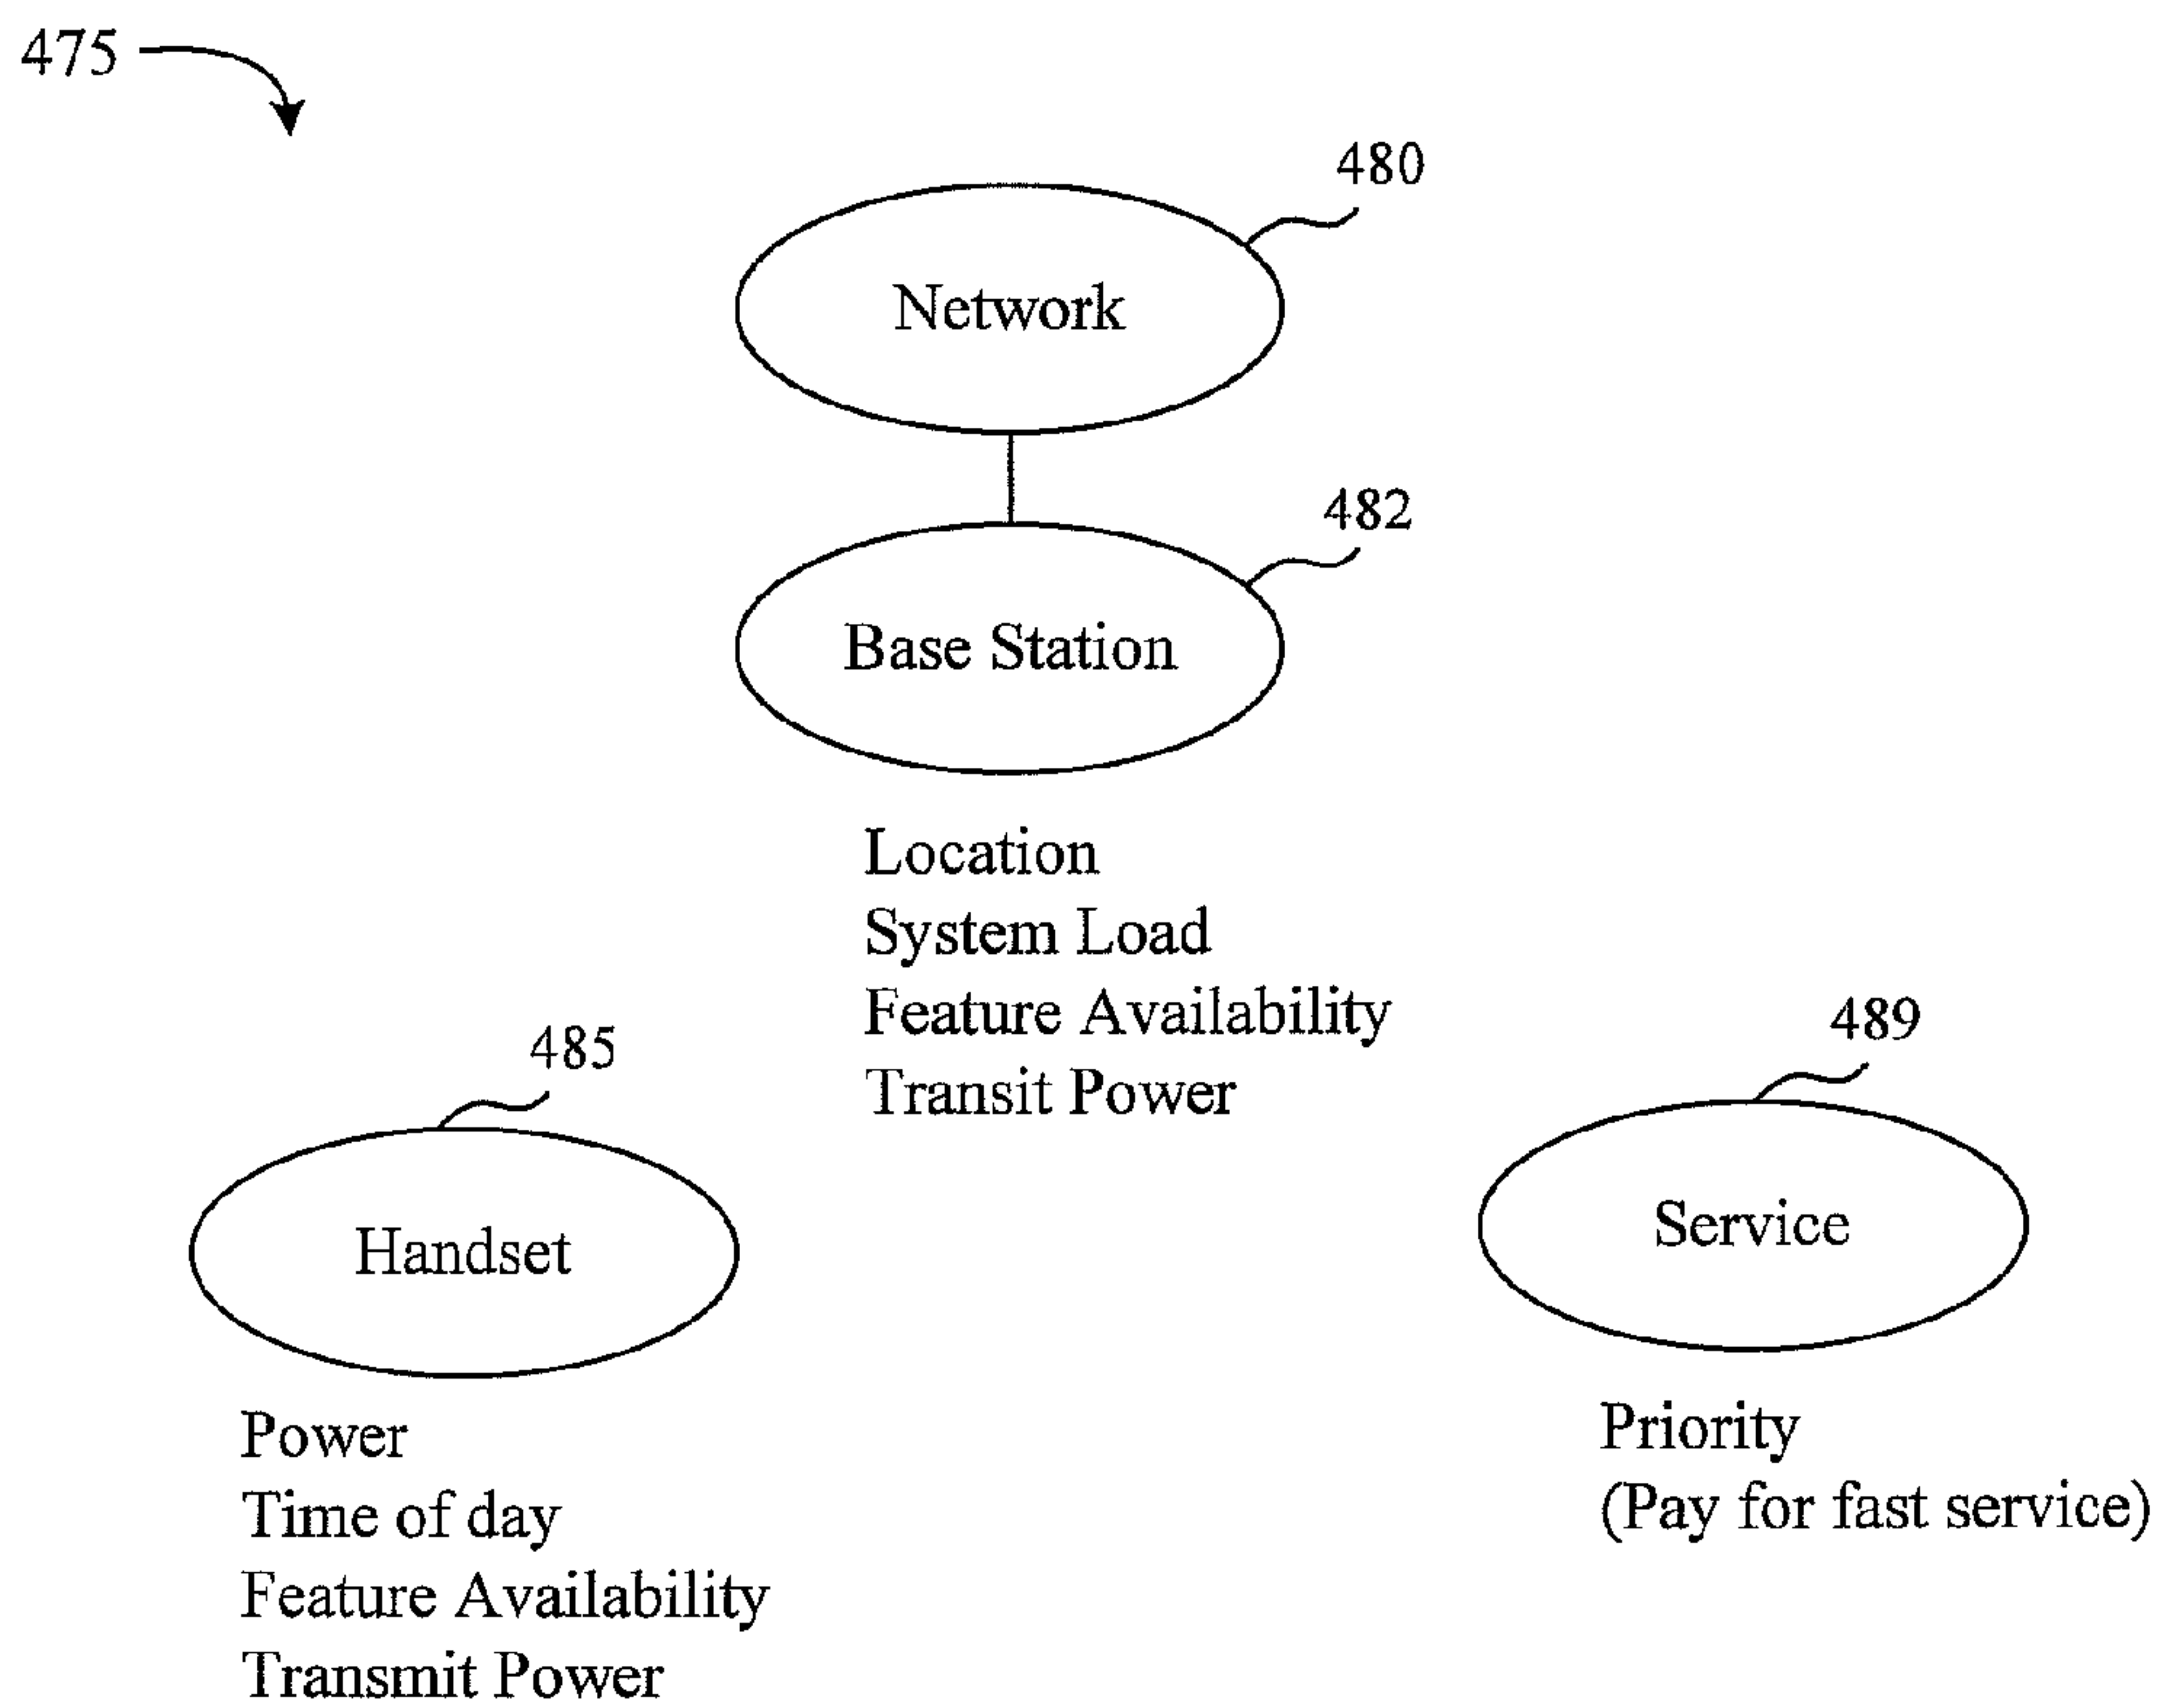 475
480
Network
482
Base Station
Location
System Load
Feature Availability
Transit Power
485
Handset
Power
Time of day
Feature Availability
Transmit Power
489
Service
Priority
(Pay for fast service)